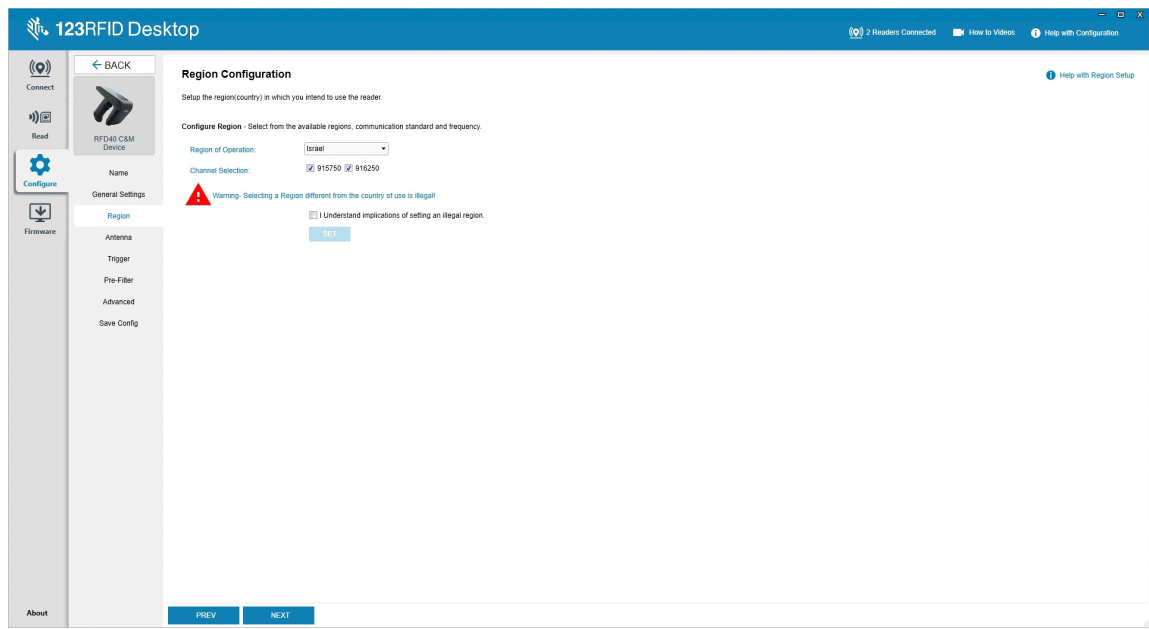 123RFID Desktop
2 Readers Connected
How to Videos
Help with Configuration
Connect
Read
Configure
Firmware
About
BACK
RFD40 C&M
Device
Name
General Settings
Region
Antenna
Trigger
Pre-Filter
Advanced
Save Config
Region Configuration
Help with Region Setup
Setup the region(country) in which you intend to use the reader.
Configure Region - Select from the available regions, communication standard and frequency.
Region of Operation: Israel
Channel Selection: 915750 916250
Warning- Selecting a Region different from the country of use is illegal!
I Understand implications of setting an illegal region.
SET
PREV NEXT